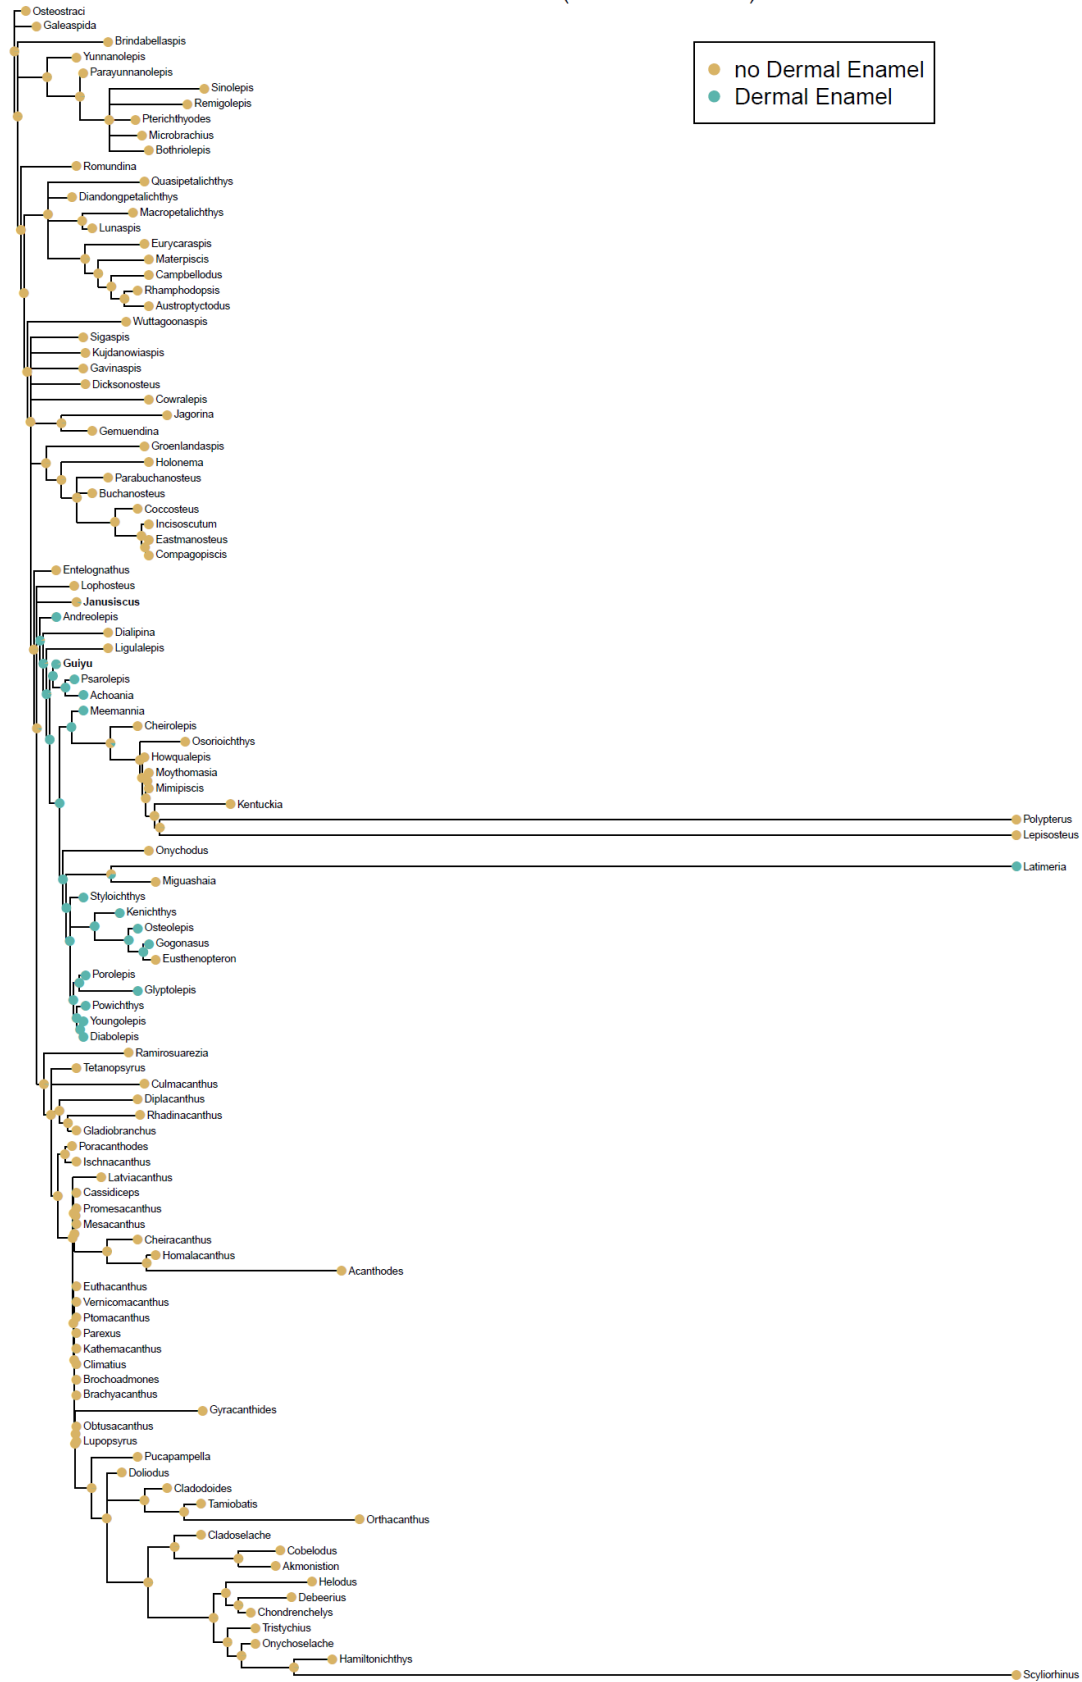 no Dermal Enamel
Dermal Enamel
Osteostraci
Galeaspida
Brindabellaspis
Yunnanolepis
Parayunnanolepis
Sinolepis
Remigolepis
Pterichthyodes
Microbrachius
Bothriolepis
Romundina
Quasipetalichthys
Diandongpetalichthys
Macropetalichthys
Lunaspis
Eurycaraspis
Materpiscis
Campbellodus
Rhamphodopsis
Austroptyctodus
Wuttagoonaspis
Sigaspis
Kujdanowiaspis
Gavinaspis
Dicksonosteus
Cowralepis
Jagorina
Gemuendina
Groenlandaspis
Holonema
Parabuchanosteus
Buchanosteus
Coccosteus
Incisoscutum
Eastmanosteus
Compagopiscis
Entelognathus
Lophosteus
Janusiscus
Andreolepis
Dialipina
Ligulalepis
Guiyu
Psarolepis
Achoania
Meemannia
Cheirolepis
Osorioichthys
Howqualepis
Moythomasia
Mimipiscis
Kentuckia
Polypterus
Lepisosteus
Onychodus
Latimeria
Miguashaia
Styloichthys
Kenichthys
Osteolepis
Gogonasus
Eusthenopteron
Porolepis
Glyptolepis
Powichthys
Youngolepis
Diabolepis
Ramirosuarezia
Tetanopsyrus
Culmacanthus
Diplacanthus
Rhadinacanthus
Gladiobranchus
Poracanthodes
Ischnacanthus
Latviacanthus
Cassidiceps
Promesacanthus
Mesacanthus
Cheiracanthus
Homalacanthus
Acanthodes
Euthacanthus
Vernicomacanthus
Ptomacanthus
Parexus
Kathemacanthus
Climatius
Brochoadmones
Brachyacanthus
Gyracanthides
Obtusacanthus
Lupopsyrus
Pucapampella
Doliodus
Cladodoides
Tamiobatis
Orthacanthus
Cladoselache
Cobelodus
Akmonistion
Helodus
Debeerius
Chondrenchelys
Tristychius
Onychoselache
Hamiltonichthys
Scyliorhinus